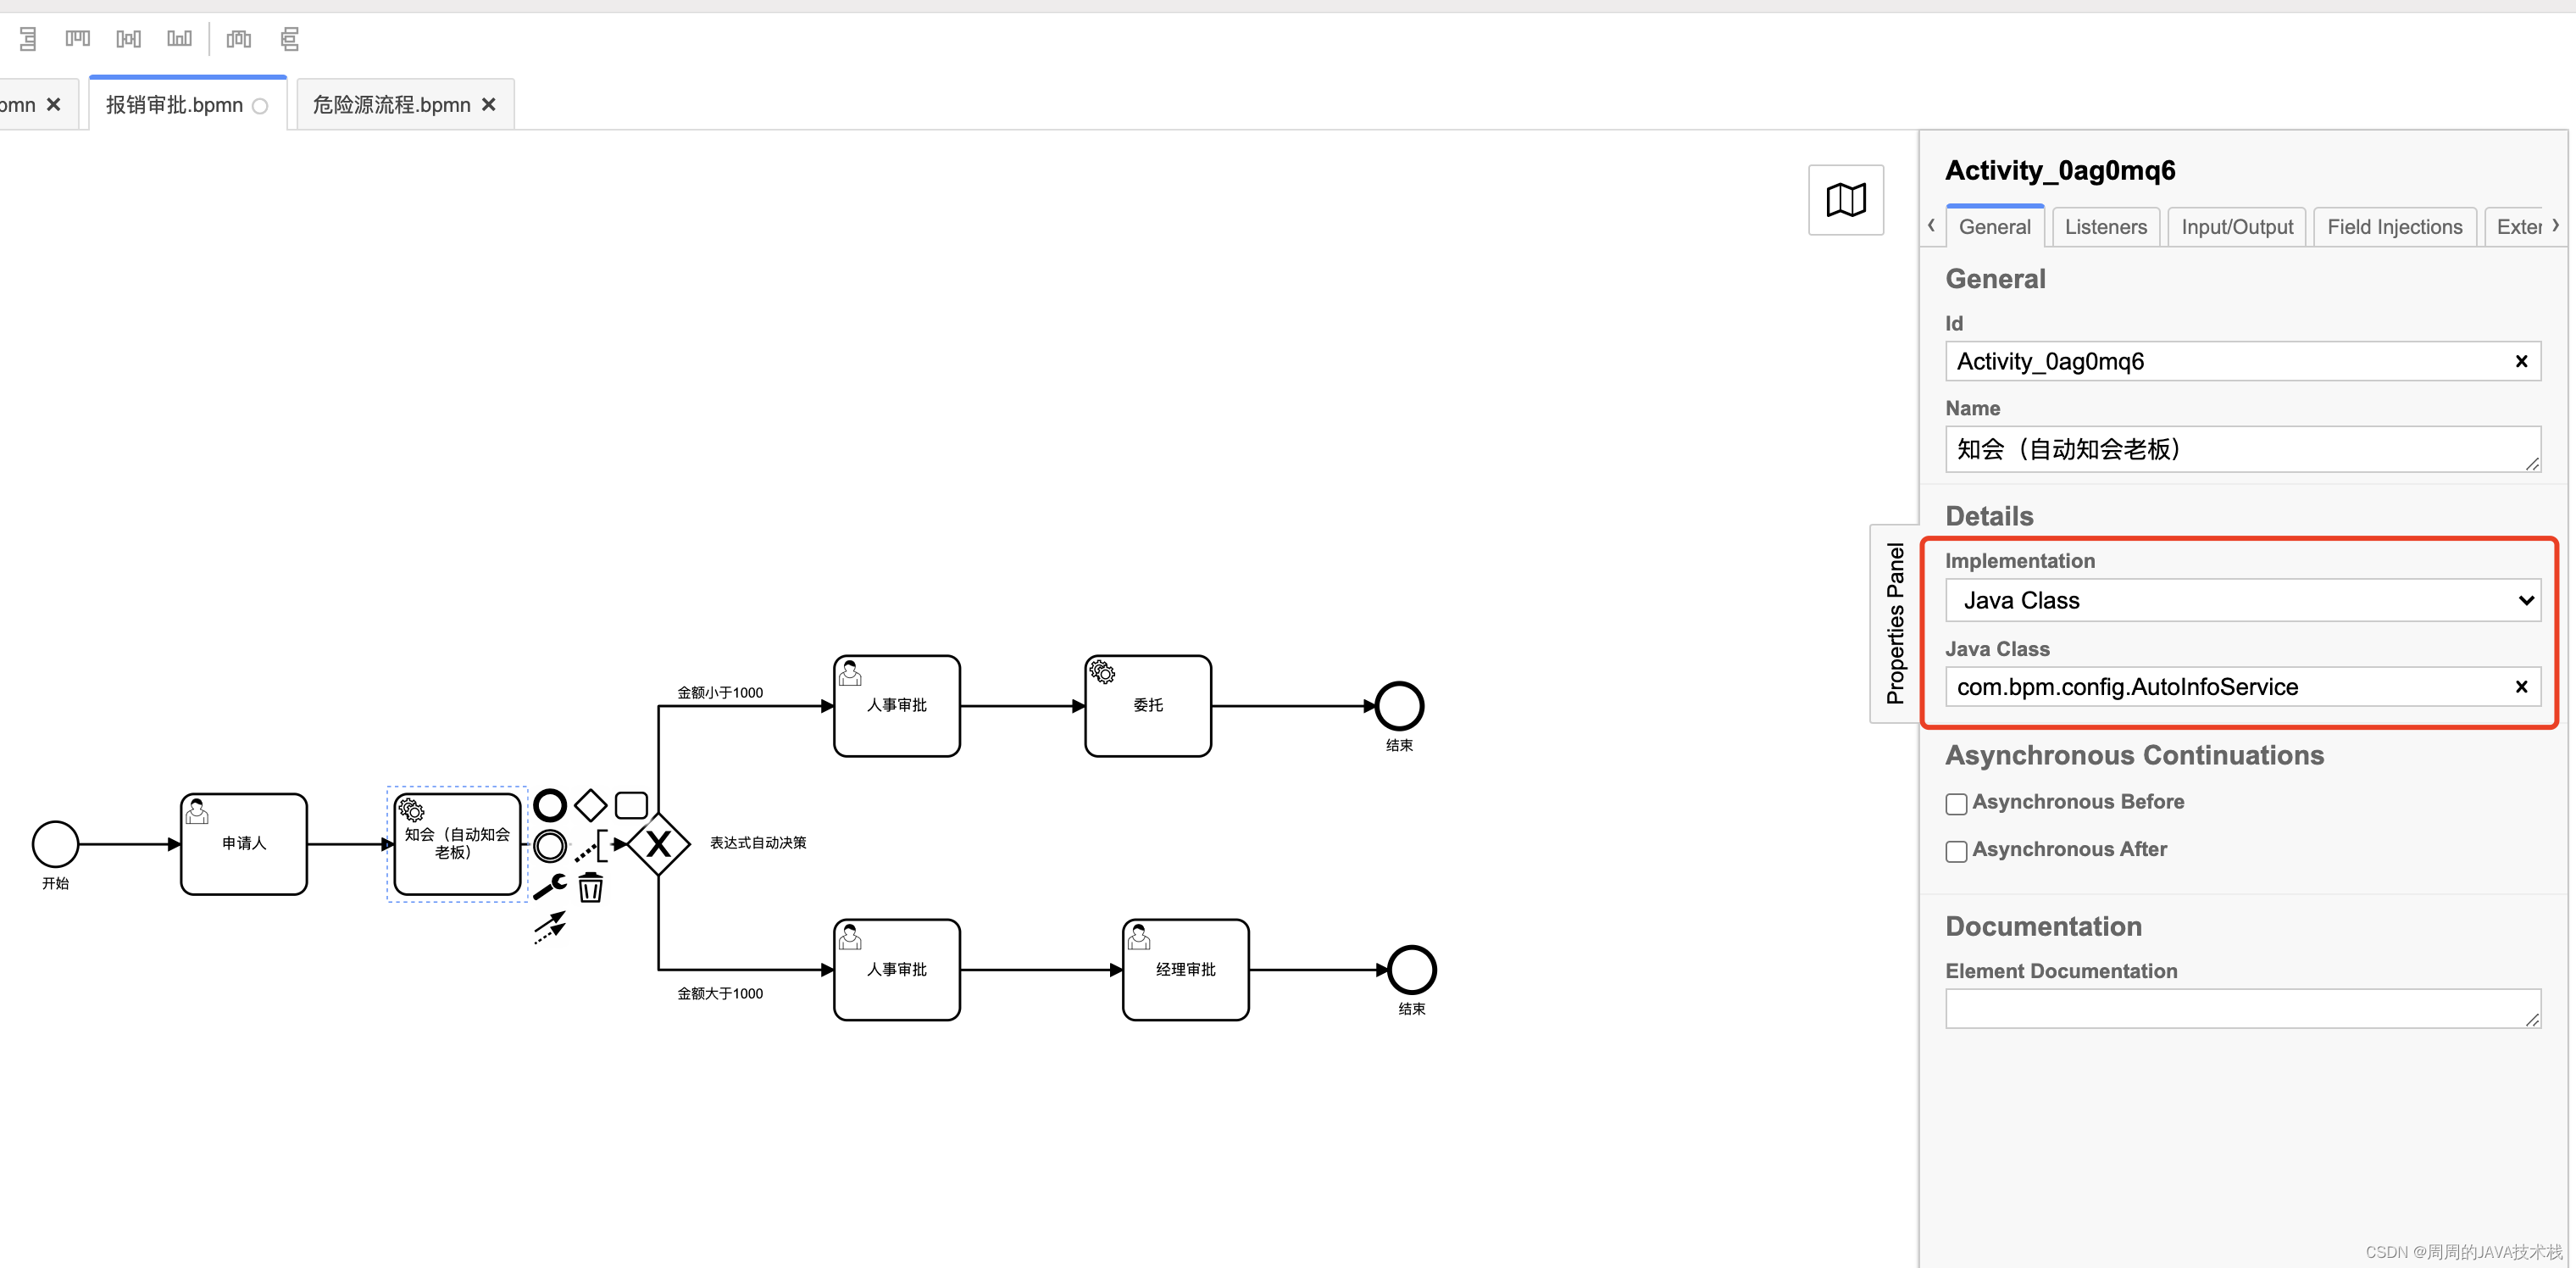 omn ×
报销审批.bpmn
危险源流程.bpmn ×
Activity_0ag0mq6
General
Listeners
Input/Output
Field Injections
Exter
General
Id
Activity_0ag0mq6
Name
知会（自动知会老板）
Details
Implementation
Java Class
Java Class
com.bpm.config.AutoInfoService
Asynchronous Continuations
Asynchronous Before
Asynchronous After
Documentation
Element Documentation
Properties Panel
开始
申请人
知会（自动知会
老板）
表达式自动决策
金额小于1000
人事审批
委托
结束
金额大于1000
人事审批
经理审批
结束
CSDN @周周的JAVA技术栈